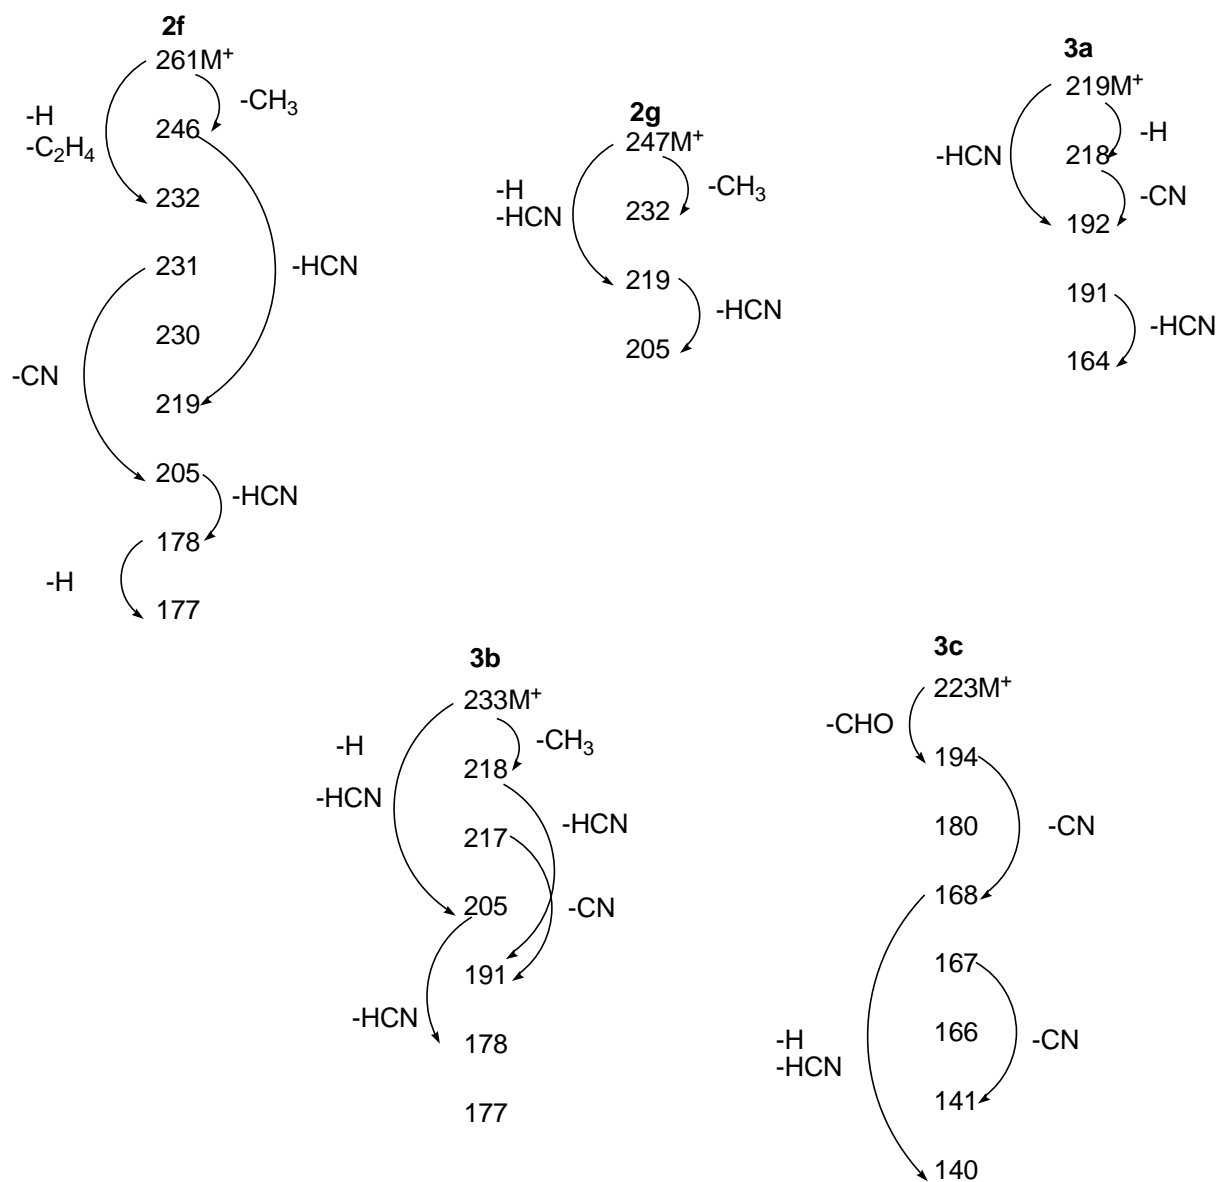 2f
261M⁺
-H
-C₂H₄
-CH₃
246
232
231
-HCN
230
-CN
219
205
-HCN
178
-H
177
2g
247M⁺
-H
-HCN
-CH₃
232
219
-HCN
205
3a
219M⁺
-H
-HCN
218
-CN
192
191
-HCN
164
3b
233M⁺
-H
-CH₃
218
-HCN
-HCN
217
205
-CN
191
-HCN
178
177
3c
223M⁺
-CHO
194
180
-CN
168
167
166
-H
-HCN
-CN
141
140